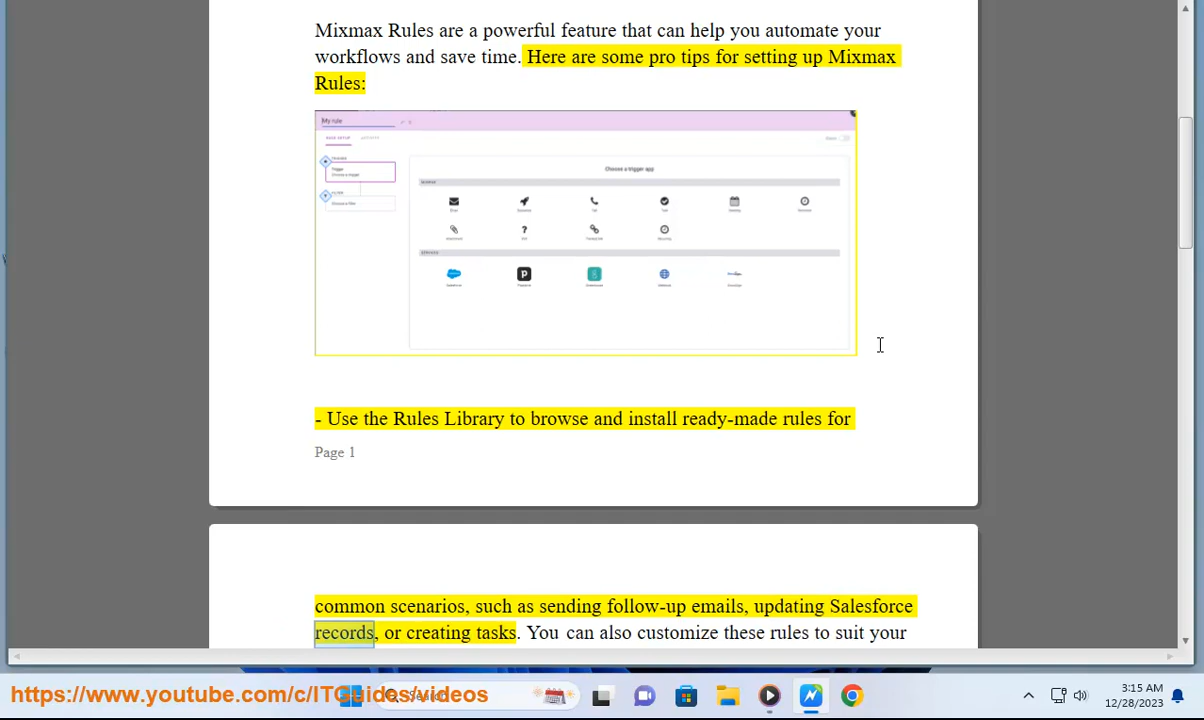 Mixmax Rules are a powerful feature that can help you automate your
workflows and save time. Here are some pro tips for setting up Mixmax
Rules:
My rule
Choose a trigger app
- Use the Rules Library to browse and install ready-made rules for
Page 1
common scenarios, such as sending follow-up emails, updating Salesforce
records, or creating tasks. You can also customize these rules to suit your
https://www.youtube.com/c/ITGuides/videos
3:15 AM
12/28/2023